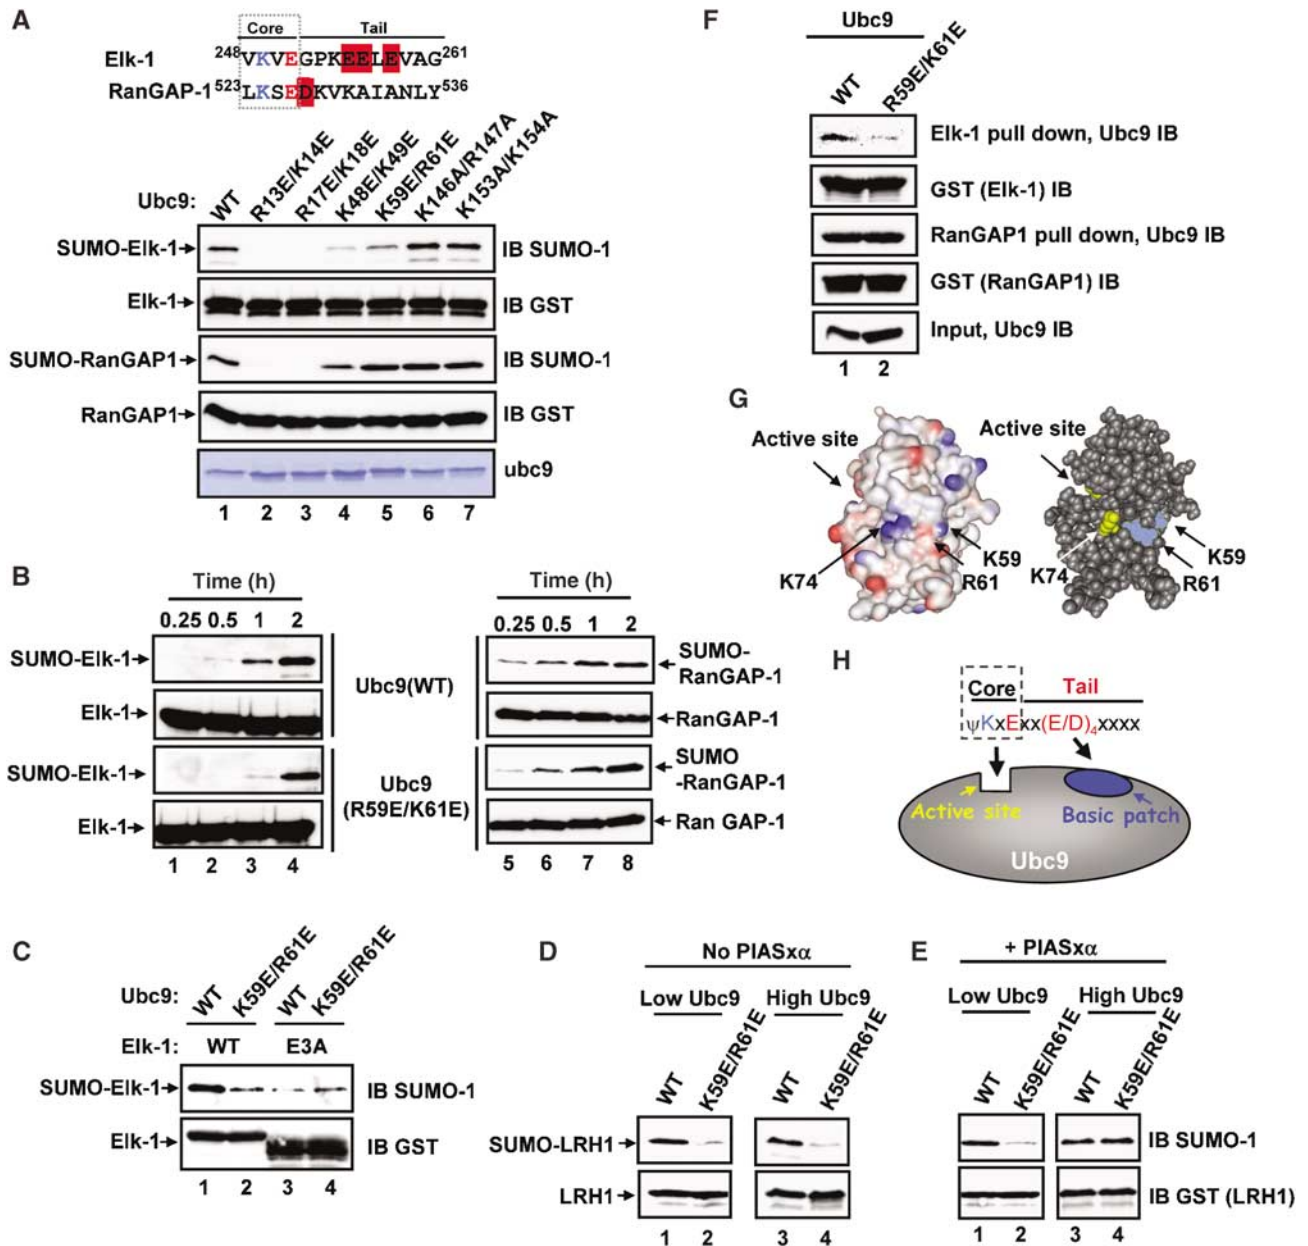 A
Core Tail
Elk-1 248 VKVEGPKEELEVAG 261
RanGAP-1 523 LKSEDKVKAIANLY 536
Ubc9: WT R13E/K14E R17E/K18E K48E/K49E K59E/R61E K146A/R147A K153A/K154A
SUMO-Elk-1 IB SUMO-1
Elk-1 IB GST
SUMO-RanGAP1 IB SUMO-1
RanGAP1 IB GST
ubc9
1 2 3 4 5 6 7
B
Time (h) Time (h)
0.25 0.5 1 2 0.25 0.5 1 2
SUMO-Elk-1 SUMO-
RanGAP-1
Ubc9(WT)
Elk-1 RanGAP-1
SUMO-Elk-1 SUMO
-RanGAP-1
Ubc9
(R59E/K61E)
Elk-1 Ran GAP-1
1 2 3 4 5 6 7 8
C
Ubc9: WT K59E/R61E WT K59E/R61E
Elk-1: WT E3A
SUMO-Elk-1 IB SUMO-1
Elk-1 IB GST
1 2 3 4
D
No PIASxα
Low Ubc9 High Ubc9
WT K59E/R61E WT K59E/R61E
SUMO-LRH1
LRH1
1 2 3 4
E
+ PIASxα
Low Ubc9 High Ubc9
WT K59E/R61E WT K59E/R61E
IB SUMO-1
IB GST (LRH1)
1 2 3 4
F
Ubc9
WT R59E/K61E
Elk-1 pull down, Ubc9 IB
GST (Elk-1) IB
RanGAP1 pull down, Ubc9 IB
GST (RanGAP1) IB
Input, Ubc9 IB
1 2
G
Active site Active site
K74 R61 K59 K74 R61 K59
H
Core Tail
ψKxExx(E/D)4xxxx
Active site Basic patch
Ubc9